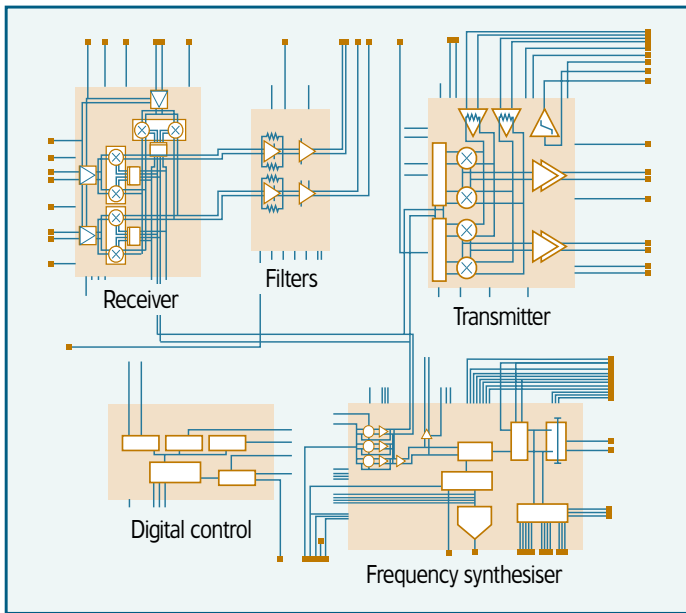 Receiver
Filters
Transmitter
Digital control
Frequency synthesiser